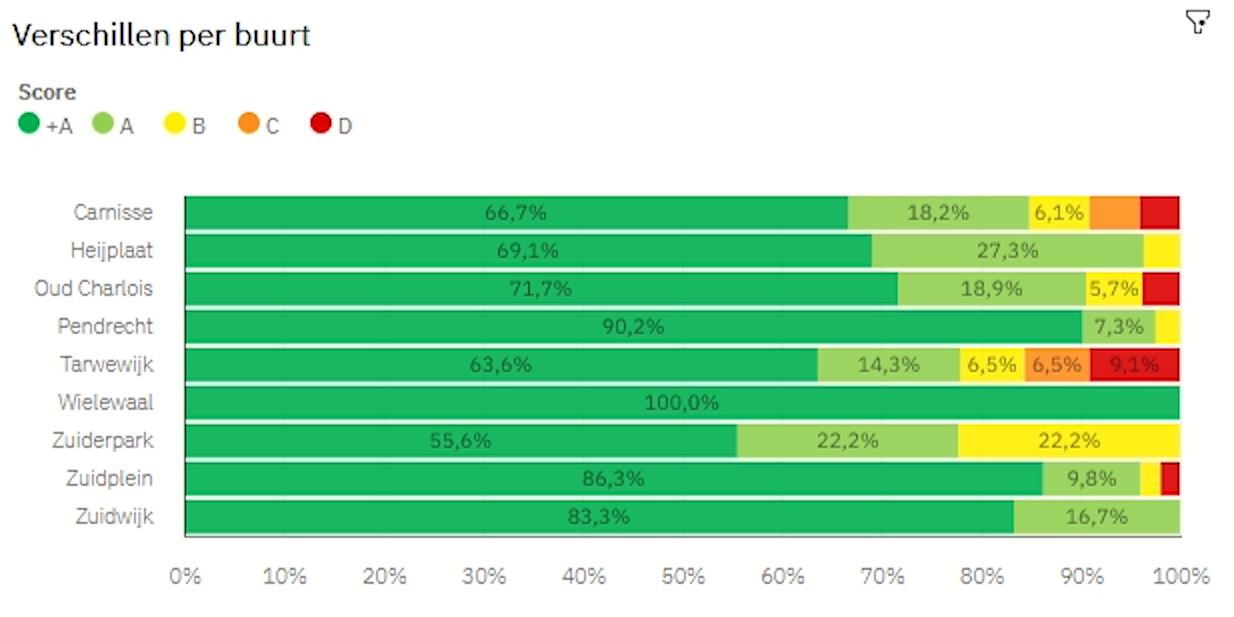 Verschillen per buurt
Score
+A A B C D
Carnisse 66,7% 18,2% 6,1%
Heijplaat 69,1% 27,3%
Oud Charlois 71,7% 18,9% 5,7%
Pendrecht 90,2% 7,3%
Tarwewijk 63,6% 14,3% 6,5% 6,5% 9,1%
Wielewaal 100,0%
Zuiderpark 55,6% 22,2% 22,2%
Zuidplein 86,3% 9,8%
Zuidwijk 83,3% 16,7%
0% 10% 20% 30% 40% 50% 60% 70% 80% 90% 100%